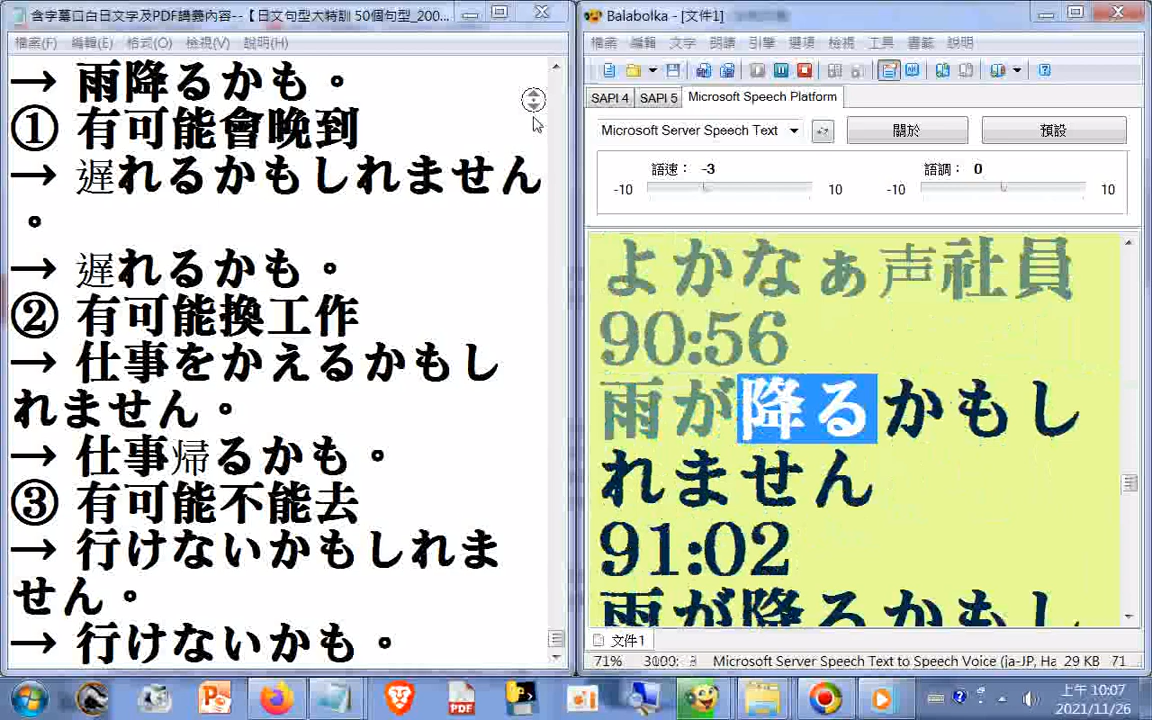 含字幕口白日文字及PDF講義內容--【日文句型大特訓 50個句型_200...
檔案(F) 編輯(E) 格式(O) 檢視(V) 說明(H)
→ 雨降るかも。
① 有可能會晚到
→ 遅れるかもしれません
。
→ 遅れるかも。
② 有可能換工作
→ 仕事をかえるかもし
れません。
→ 仕事帰るかも。
③ 有可能不能去
→ 行けないかもしれま
せん。
→ 行けないかも。
Balabolka - [文件1]
檔案 編輯 文字 朗讀 引擎 選項 檢視 工具 書籤 說明
SAPI 4 SAPI 5 Microsoft Speech Platform
Microsoft Server Speech Text 關於 預設
語速： -3 語調： 0
-10 10 -10 10
よかなぁ声社員
90:56
雨が降るかもし
れません
91:02
雨が降るかもし
文件1
71% Microsoft Server Speech Text to Speech Voice (ja-JP, Ha 29 KB 71
PDF
上午 10:07
2021/11/26